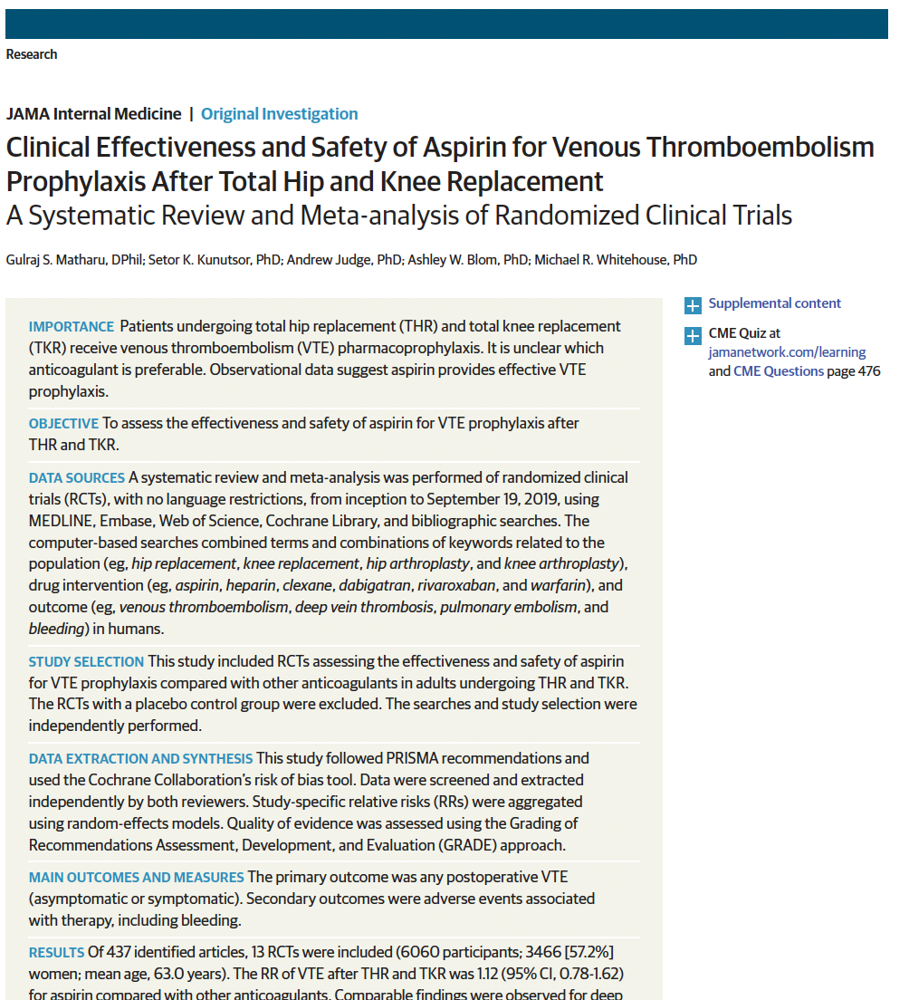 Research
JAMA Internal Medicine | Original Investigation
Clinical Effectiveness and Safety of Aspirin for Venous Thromboembolism
Prophylaxis After Total Hip and Knee Replacement
A Systematic Review and Meta-analysis of Randomized Clinical Trials
Gulraj S. Matharu, DPhil; Setor K. Kunutsor, PhD; Andrew Judge, PhD; Ashley W. Blom, PhD; Michael R. Whitehouse, PhD
IMPORTANCE Patients undergoing total hip replacement (THR) and total knee replacement
(TKR) receive venous thromboembolism (VTE) pharmacoprophylaxis. It is unclear which
anticoagulant is preferable. Observational data suggest aspirin provides effective VTE
prophylaxis.
OBJECTIVE To assess the effectiveness and safety of aspirin for VTE prophylaxis after
THR and TKR.
DATA SOURCES A systematic review and meta-analysis was performed of randomized clinical
trials (RCTs), with no language restrictions, from inception to September 19, 2019, using
MEDLINE, Embase, Web of Science, Cochrane Library, and bibliographic searches. The
computer-based searches combined terms and combinations of keywords related to the
population (eg, hip replacement, knee replacement, hip arthroplasty, and knee arthroplasty),
drug intervention (eg, aspirin, heparin, clexane, dabigatran, rivaroxaban, and warfarin), and
outcome (eg, venous thromboembolism, deep vein thrombosis, pulmonary embolism, and
bleeding) in humans.
STUDY SELECTION This study included RCTs assessing the effectiveness and safety of aspirin
for VTE prophylaxis compared with other anticoagulants in adults undergoing THR and TKR.
The RCTs with a placebo control group were excluded. The searches and study selection were
independently performed.
DATA EXTRACTION AND SYNTHESIS This study followed PRISMA recommendations and
used the Cochrane Collaboration's risk of bias tool. Data were screened and extracted
independently by both reviewers. Study-specific relative risks (RRs) were aggregated
using random-effects models. Quality of evidence was assessed using the Grading of
Recommendations Assessment, Development, and Evaluation (GRADE) approach.
MAIN OUTCOMES AND MEASURES The primary outcome was any postoperative VTE
(asymptomatic or symptomatic). Secondary outcomes were adverse events associated
with therapy, including bleeding.
RESULTS Of 437 identified articles, 13 RCTs were included (6060 participants; 3466 [57.2%]
women; mean age, 63.0 years). The RR of VTE after THR and TKR was 1.12 (95% CI, 0.78-1.62)
for aspirin compared with other anticoagulants. Comparable findings were observed for deep
Supplemental content
CME Quiz at
jamanetwork.com/learning
and CME Questions page 476